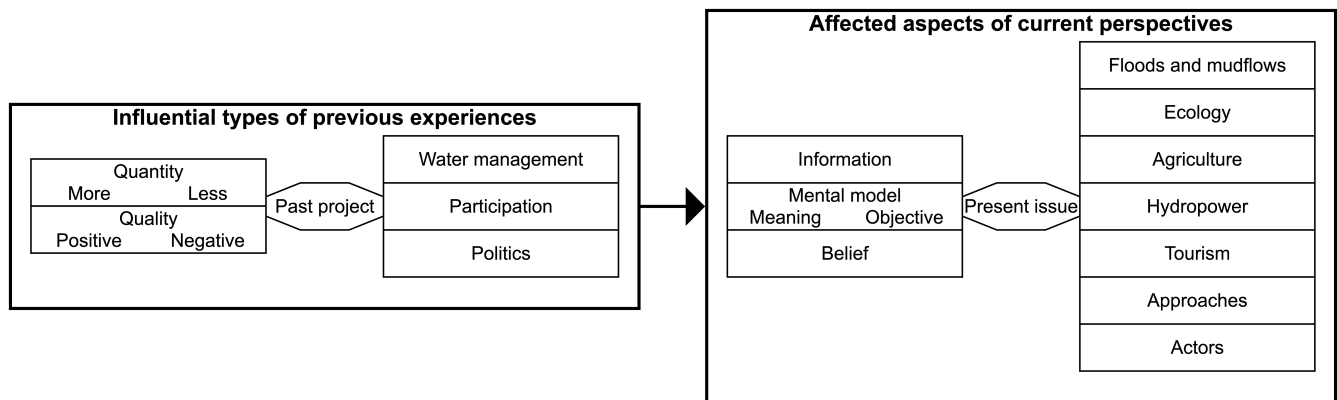 Affected aspects of current perspectives
Influential types of previous experiences
Quantity
More Less
Quality
Positive Negative
Past project
Water management
Participation
Politics
Information
Mental model
Meaning Objective
Belief
Present issue
Floods and mudflows
Ecology
Agriculture
Hydropower
Tourism
Approaches
Actors